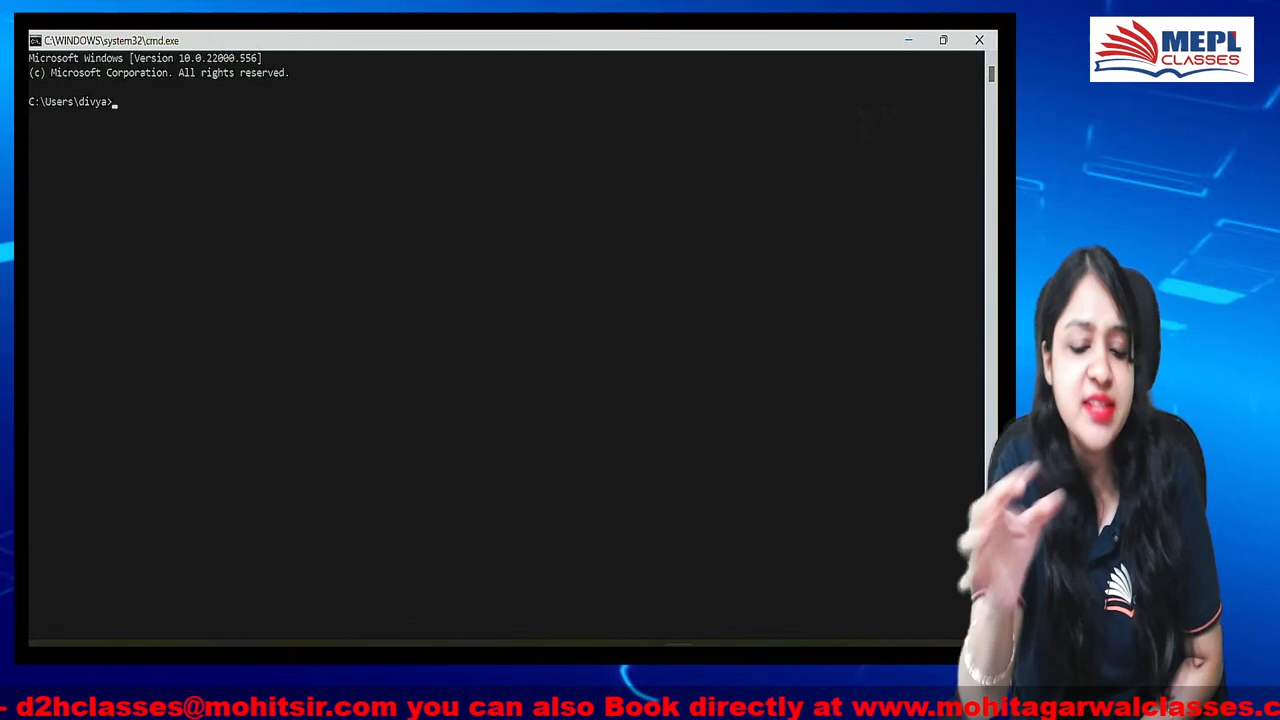 C:\WINDOWS\system32\cmd.exe
Microsoft Windows [Version 10.0.22000.556]
(c) Microsoft Corporation. All rights reserved.
C:\Users\divya>
MEPL
CLASSES
- d2hclasses@mohitsir.com you can also Book directly at www.mohitagarwalclasses.c